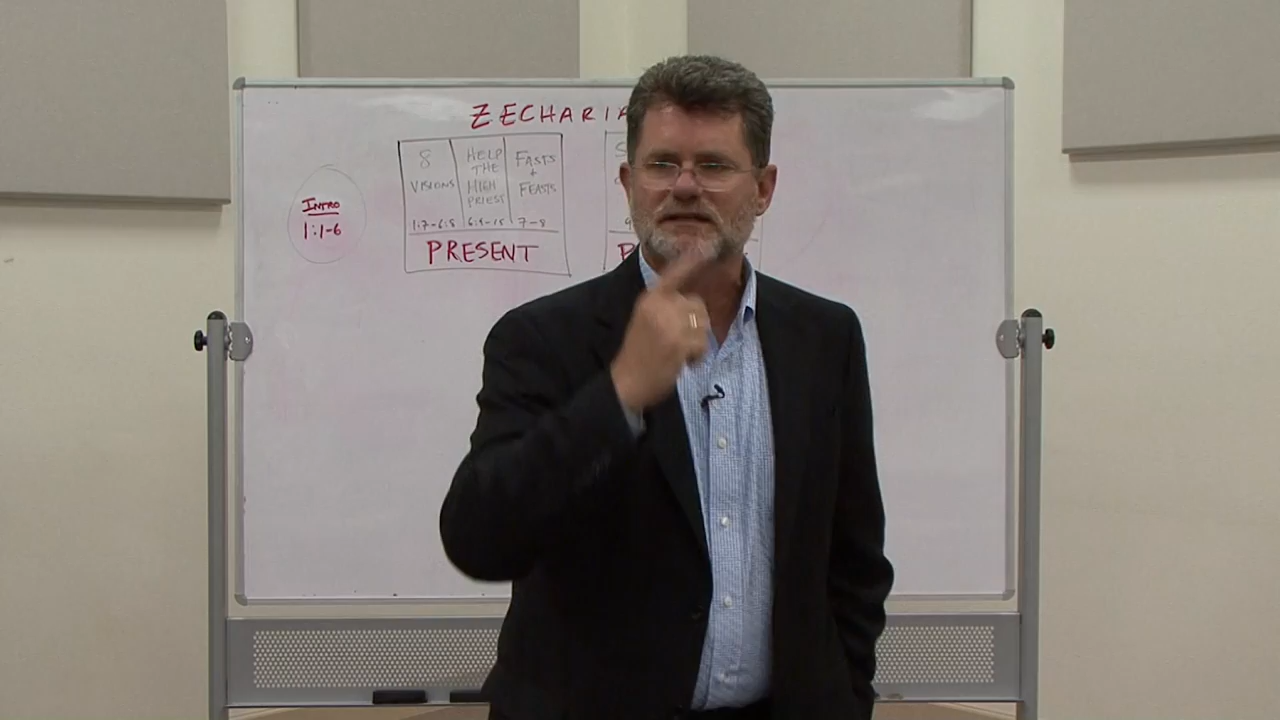 ZECHARIA
8
VISIONS
1:7-6:8
HELP
THE
HIGH
PRIEST
6:9-15
FASTS
+
FEASTS
7-8
PRESENT
INTRO
1:1-6